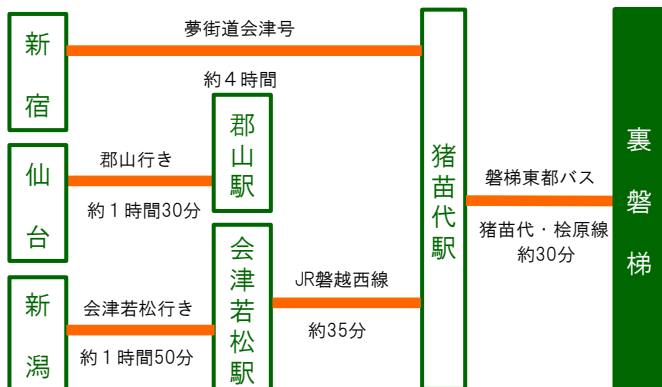 新宿
夢街道会津号
約４時間
仙台
郡山行き
約１時間30分
郡山駅
新潟
会津若松行き
約１時間50分
会津若松駅
JR磐越西線
約35分
猪苗代駅
磐梯東都バス
猪苗代・桧原線
約30分
裏磐梯